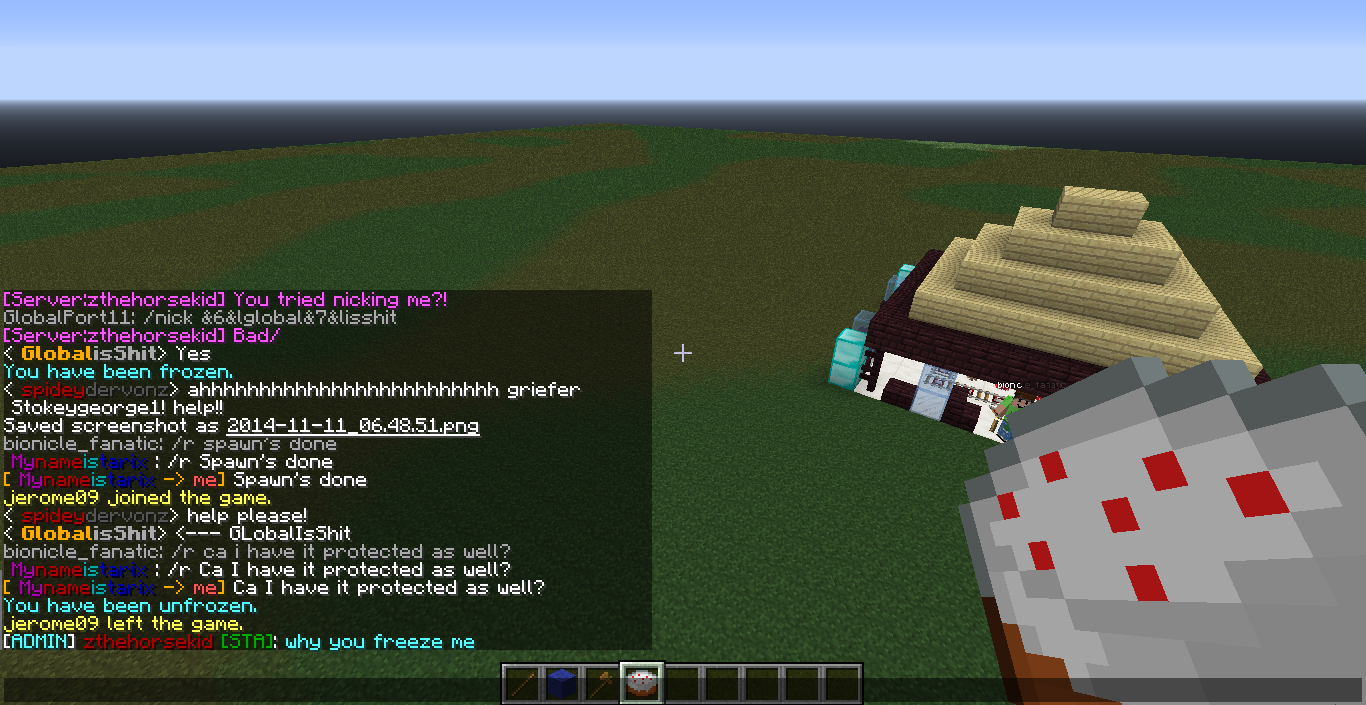 [Server:zthehorsekid] You tried nicking me?!
GlobalPort11: /nick &6&lglobal&7&lisshit
[Server:zthehorsekid] Bad/
< GlobalisShit> Yes
You have been frozen.
< spideydervonz> ahhhhhhhhhhhhhhhhhhhhhhhhhh griefer
Stokeygeorge1! help!!
Saved screenshot as 2014-11-11_06.48.51.png
bionicle_fanatic: /r spawn's done
Mynameistarix : /r Spawn's done
[ Mynameistarix -> me] Spawn's done
jerome09 joined the game.
< spideydervonz> help please!
< GlobalisShit> <--- GLobalIsShit
bionicle_fanatic: /r ca i have it protected as well?
Mynameistarix : /r Ca I have it protected as well?
[ Mynameistarix -> me] Ca I have it protected as well?
You have been unfrozen.
jerome09 left the game.
[ADMIN] zthehorsekid [STA]: why you freeze me
bionicle_fanatic